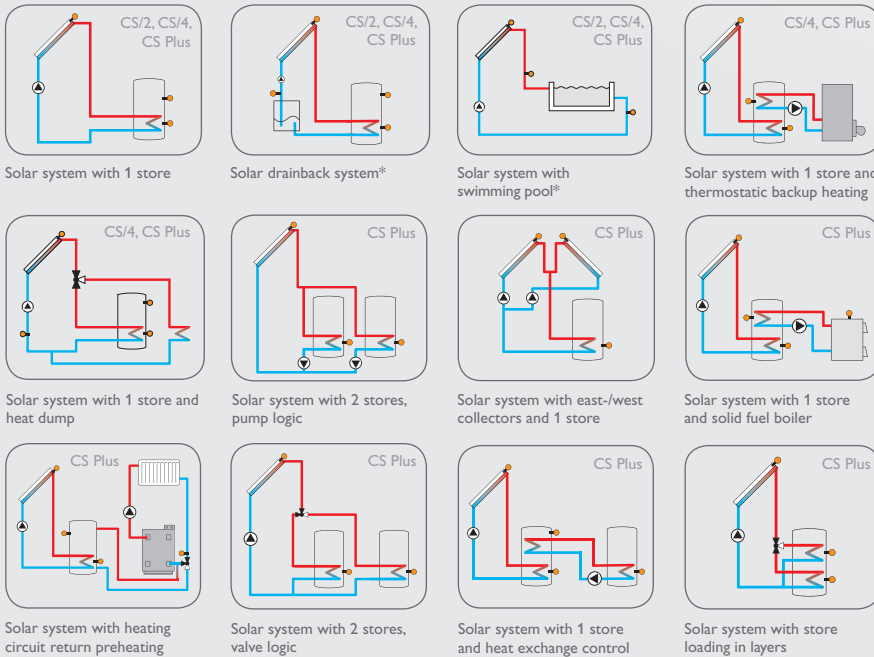 CS/2, CS/4,
CS Plus
Solar system with 1 store
CS/2, CS/4,
CS Plus
Solar drainback system*
CS/2, CS/4,
CS Plus
Solar system with
swimming pool*
CS/4, CS Plus
Solar system with 1 store and
thermostatic backup heating
CS/4, CS Plus
Solar system with 1 store and
heat dump
CS Plus
Solar system with 2 stores,
pump logic
CS Plus
Solar system with east-/west
collectors and 1 store
CS Plus
Solar system with 1 store
and solid fuel boiler
CS Plus
Solar system with heating
circuit return preheating
CS Plus
Solar system with 2 stores,
valve logic
CS Plus
Solar system with 1 store
and heat exchange control
CS Plus
Solar system with store
loading in layers